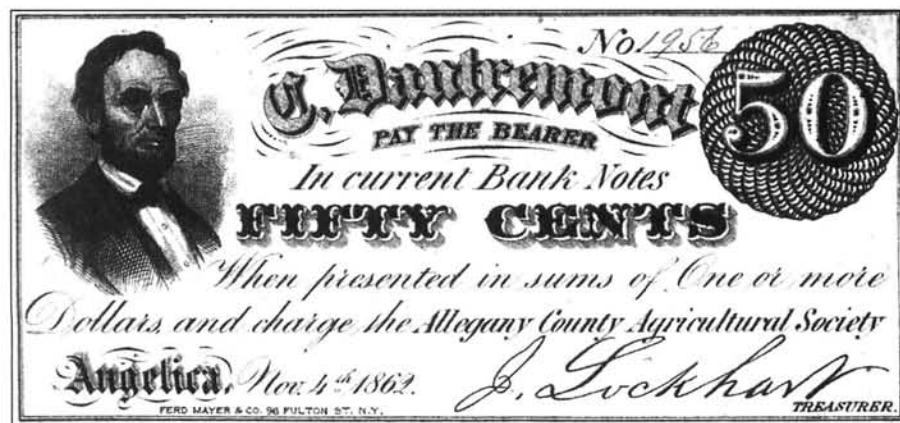 No 1956
C. Dautremont
PAY THE BEARER
50
In current Bank Notes
FIFTY CENTS
When presented in sums of One or more
Dollars, and charge the Allegany County Agricultural Society
Angelica, Nov. 4th 1862.
J. Lockhart
FERD MAYER & CO. 96 FULTON ST. N.Y.
TREASURER.